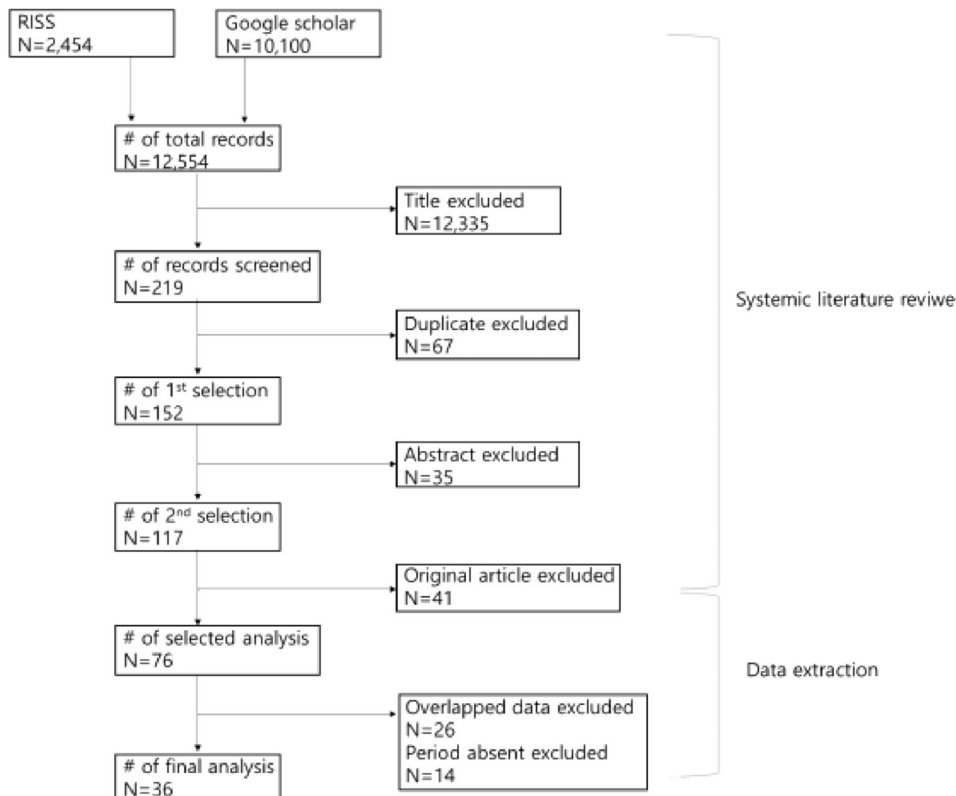 RISS
N=2,454
Google scholar
N=10,100
# of total records
N=12,554
Title excluded
N=12,335
# of records screened
N=219
Duplicate excluded
N=67
# of 1st selection
N=152
Abstract excluded
N=35
# of 2nd selection
N=117
Original article excluded
N=41
Systemic literature reviwe
# of selected analysis
N=76
Overlapped data excluded
N=26
Period absent excluded
N=14
# of final analysis
N=36
Data extraction